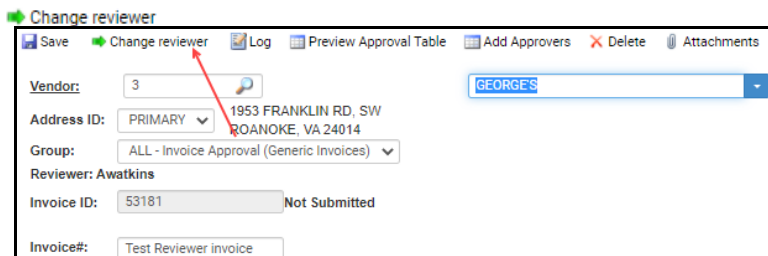 Change reviewer
Save Change reviewer Log Preview Approval Table Add Approvers Delete Attachments
Vendor: 3 GEORGE'S
Address ID: PRIMARY 1953 FRANKLIN RD, SW
ROANOKE, VA 24014
Group: ALL - Invoice Approval (Generic Invoices)
Reviewer: Awatkins
Invoice ID: 53181 Not Submitted
Invoice#: Test Reviewer invoice